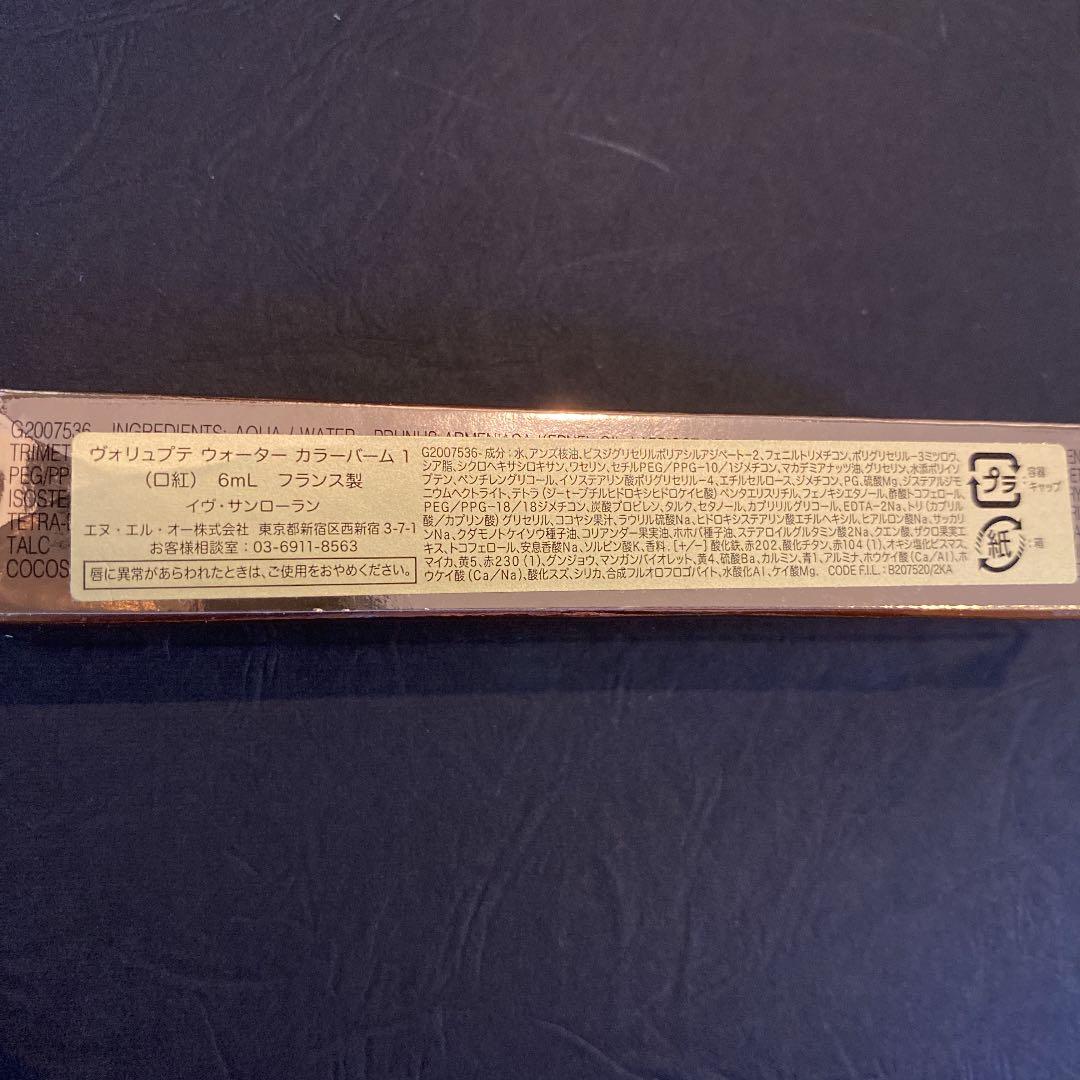 G2007536 INGREDIENTS: AQUA / WATER
TRIMET
PEG/PP
ISOSTE
TETRA-
TALC
COCOS
ヴォリュプテ ウォーター カラーバーム 1
（口紅） 6mL フランス製
イヴ・サンローラン
エヌ・エル・オー株式会社 東京都新宿区西新宿 3-7-1
お客様相談室：03-6911-8563
唇に異常があらわれたときは、ご使用をおやめください。
G2007536- 成分：水、アンズ核油、ビスジグリセリルポリアシルアジペート-2、フェニルトリメチコン、ポリグリセリル-3ミツロウ、
シア脂、シクロヘキサシロキサン、ワセリン、セチルPEG/PPG-10/1ジメチコン、マカデミアナッツ油、グリセリン、水添ポリイソ
ブテン、ペンチレングリコール、イソステアリン酸ポリグリセリル-4、エチルセルロース、ジメチコン、PG、硫酸Mg、ジステアルジモ
ニウムヘクトライト、テトラ（ジ-t-ブチルヒドロキシヒドロケイヒ酸）ペンタエリスリチル、フェノキシエタノール、酢酸トコフェロール、
PEG/PPG-18/18ジメチコン、炭酸プロピレン、タルク、セタノール、カプリリルグリコール、EDTA-2Na、トリ（カプリル
酸/カプリン酸）グリセリル、ココヤシ果汁、ラウリル硫酸Na、ヒドロキシステアリン酸エチルヘキシル、ヒアルロン酸Na、サッカリ
ンNa、クダモノトケイソウ種子油、コリアンダー果実油、ホホバ種子油、ステアロイルグルタミン酸2Na、クエン酸、ザクロ果実エ
キス、トコフェロール、安息香酸Na、ソルビン酸K、香料、[+/-] 酸化鉄、赤202、酸化チタン、赤104（1）、オキシ塩化ビスマス、
マイカ、黄5、赤230（1）、グンジョウ、マンガンバイオレット、黄4、硫酸Ba、カルミン、青1、アルミナ、ホウケイ酸（Ca/Al）、ホ
ウケイ酸（Ca/Na）、酸化スズ、シリカ、合成フルオロフロゴパイト、水酸化Al、ケイ酸Mg、 CODE F.I.L.：B207520/2KA
プラ
容器・
キャップ
紙
箱